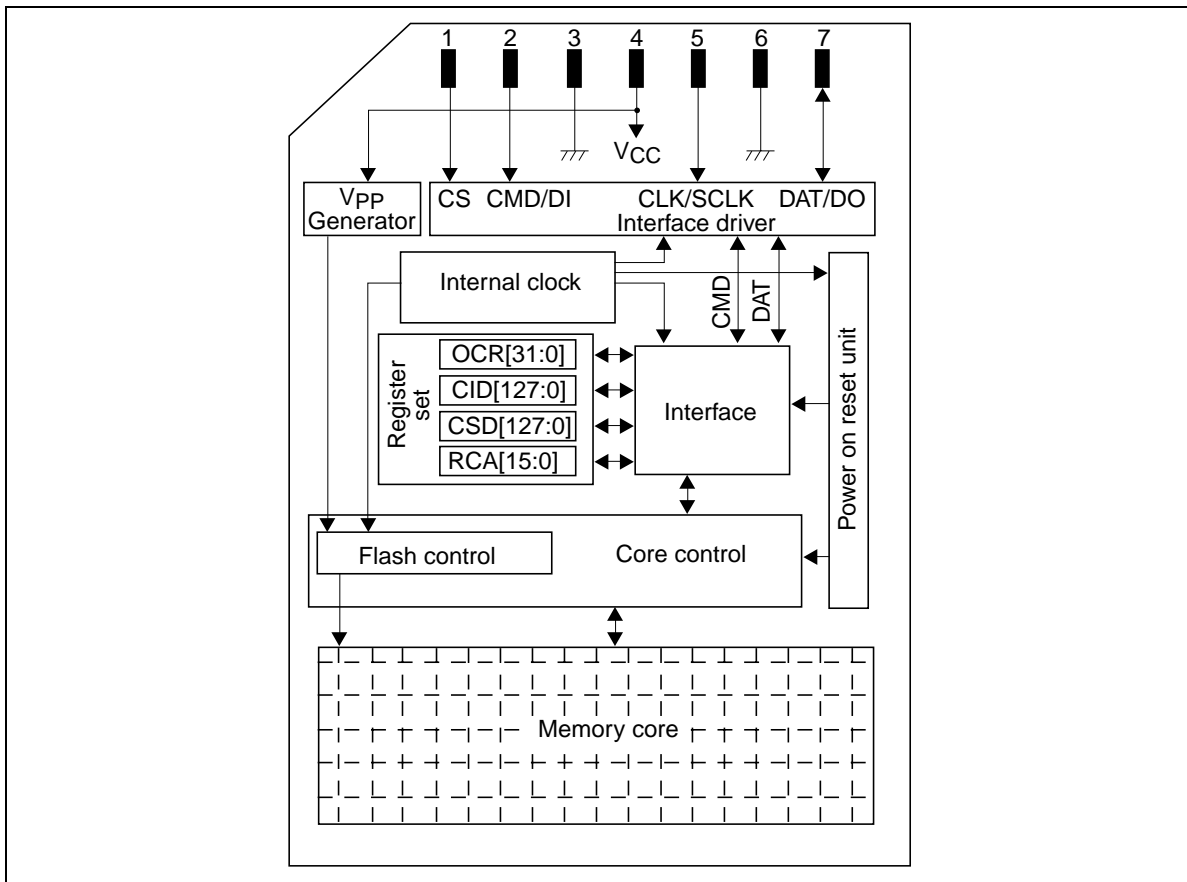 1 2 3 4 5 6 7
VCC
VPP
Generator
CS CMD/DI CLK/SCLK DAT/DO
Interface driver
Internal clock
CMD
DAT
Register
set
OCR[31:0]
CID[127:0]
CSD[127:0]
RCA[15:0]
Interface
Power on reset unit
Flash control
Core control
Memory core